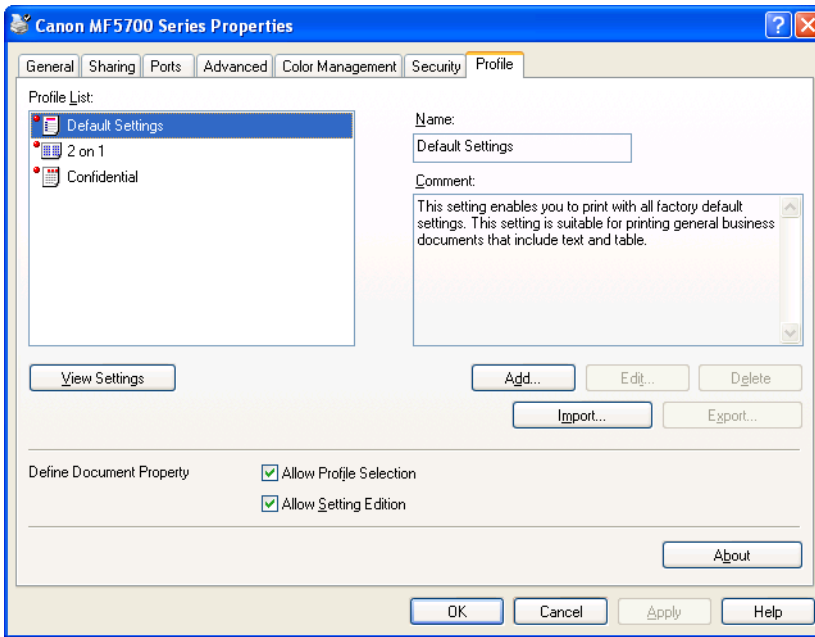 Canon MF5700 Series Properties
General Sharing Ports Advanced Color Management Security Profile
Profile List:
Default Settings
2 on 1
Confidential
Name:
Default Settings
Comment:
This setting enables you to print with all factory default
settings. This setting is suitable for printing general business
documents that include text and table.
View Settings
Add... Edit... Delete
Import... Export...
Define Document Property
Allow Profile Selection
Allow Setting Edition
About
OK Cancel Apply Help